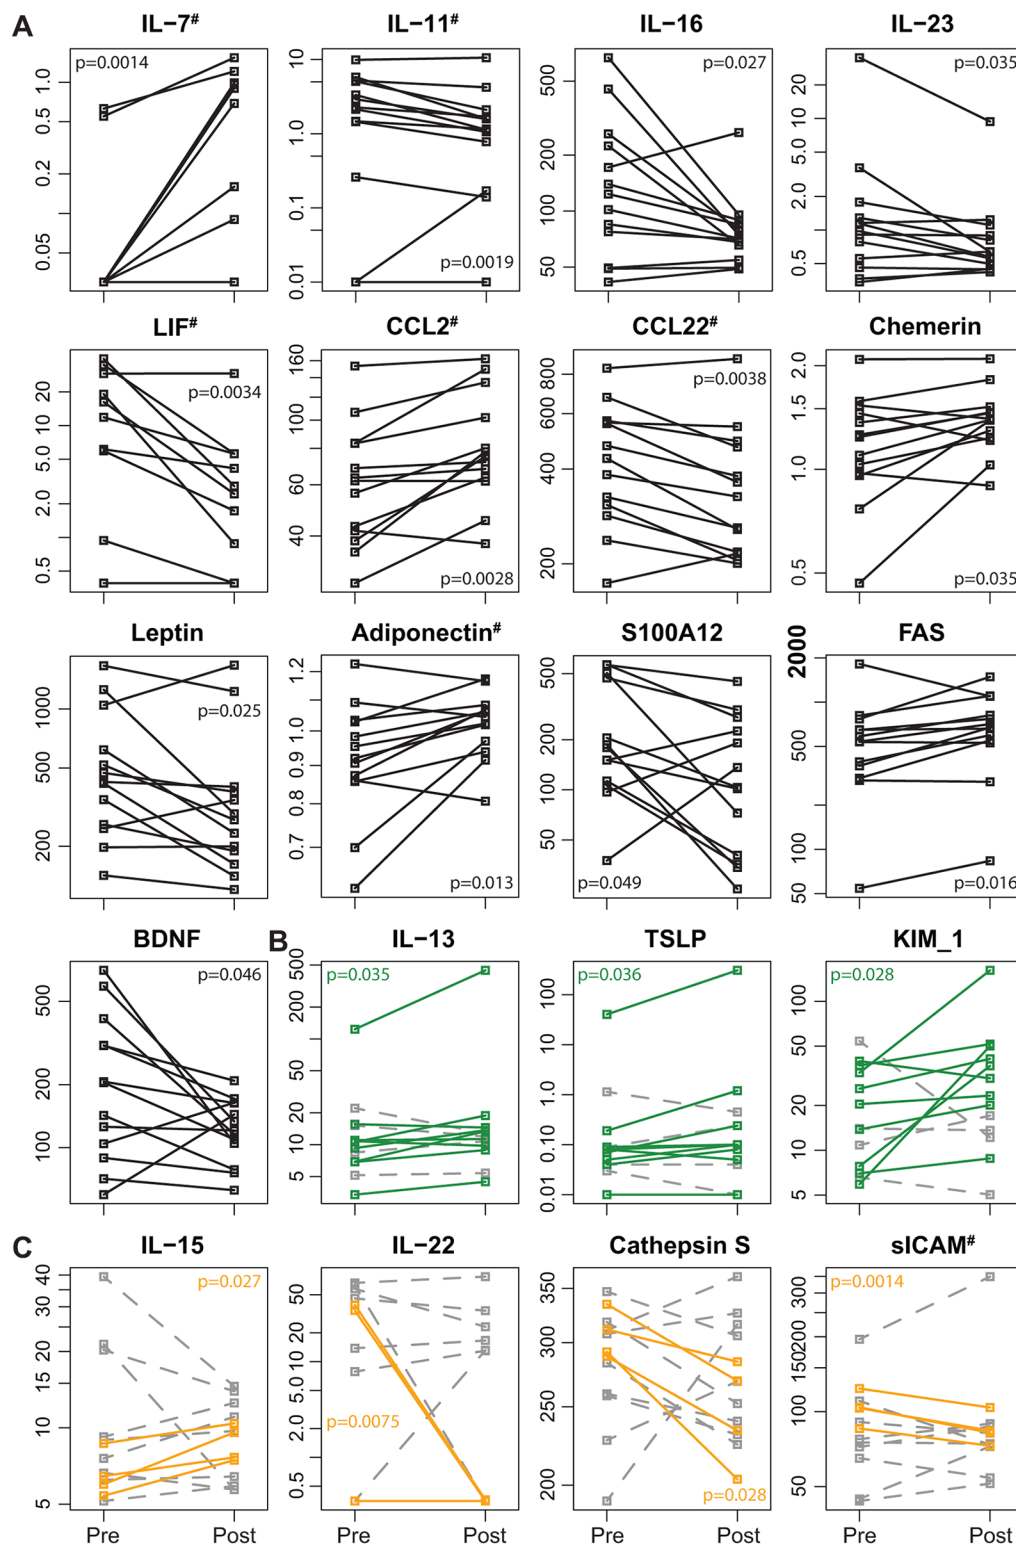 A
IL−7# IL−11# IL−16 IL−23
p=0.0014 p=0.0019 p=0.027 p=0.035
1.0 0.5 0.2 0.05
10 1.0 0.1 0.01
500 200 100 50
20 10 5.0 2.0 0.5
LIF# CCL2# CCL22# Chemerin
p=0.0034 p=0.0028 p=0.0038 p=0.035
20 10 5.0 2.0 0.5
160 100 60 40
800 600 400 200
2.0 1.5 1.0 0.5
Leptin Adiponectin# S100A12 FAS
p=0.025 p=0.013 p=0.049 p=0.016
1000 500 200
1.2 1.0 0.9 0.8 0.7
500 200 100 50
2000 500 100 50
BDNF
p=0.046
500 200 100
B
IL−13 TSLP KIM_1
p=0.035 p=0.036 p=0.028
500 200 50 20 10 5
100 10 1.0 0.10 0.01
100 50 20 10 5
C
IL−15 IL−22 Cathepsin S sICAM#
p=0.027 p=0.0075 p=0.028 p=0.0014
40 30 20 15 10 5
50 20 10 5.0 2.0 0.5
350 300 250 200
300 200 150 100 50
Pre Post Pre Post Pre Post Pre Post